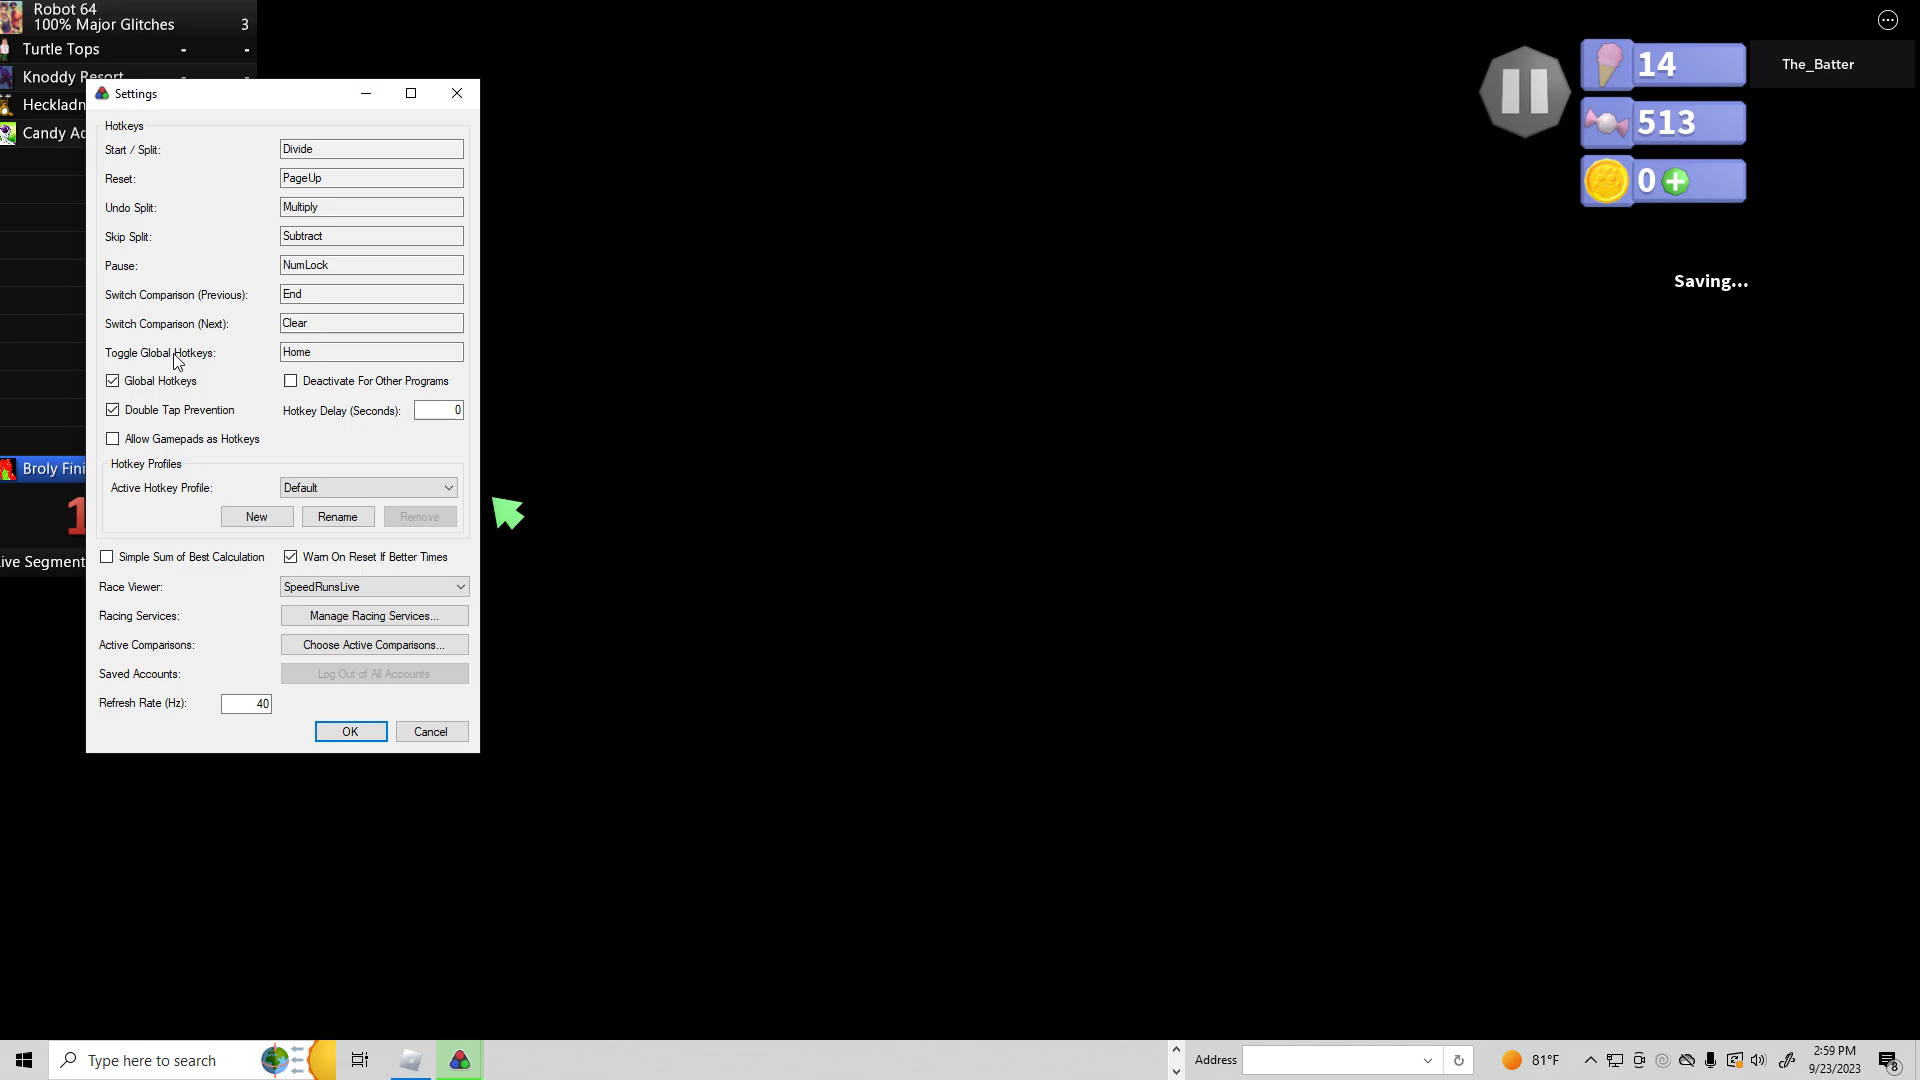 Robot 64
100% Major Glitches 3
Turtle Tops - -
Knoddy Resort - -
Heckladn
Candy Ac
Broly Fini
1
ive Segment
Settings
Hotkeys
Start / Split: Divide
Reset: PageUp
Undo Split: Multiply
Skip Split: Subtract
Pause: NumLock
Switch Comparison (Previous): End
Switch Comparison (Next): Clear
Toggle Global Hotkeys: Home
Global Hotkeys Deactivate For Other Programs
Double Tap Prevention Hotkey Delay (Seconds): 0
Allow Gamepads as Hotkeys
Hotkey Profiles
Active Hotkey Profile: Default
New Rename Remove
Simple Sum of Best Calculation Warn On Reset If Better Times
Race Viewer: SpeedRunsLive
Racing Services: Manage Racing Services...
Active Comparisons: Choose Active Comparisons...
Saved Accounts: Log Out of All Accounts
Refresh Rate (Hz): 40
OK Cancel
14
The_Batter
513
0
Saving...
Type here to search
Address
81°F
2:59 PM
9/23/2023
8